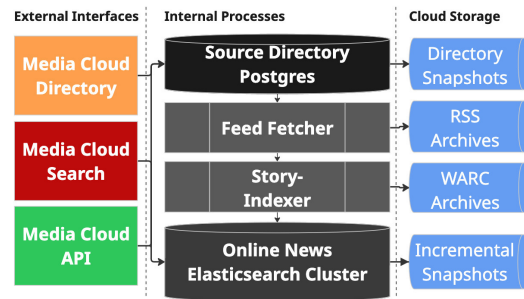 External Interfaces
Internal Processes
Cloud Storage
Media Cloud
Directory
Source Directory
Postgres
Directory
Snapshots
Feed Fetcher
RSS
Archives
Media Cloud
Search
Story-
Indexer
WARC
Archives
Media Cloud
API
Online News
Elasticsearch Cluster
Incremental
Snapshots